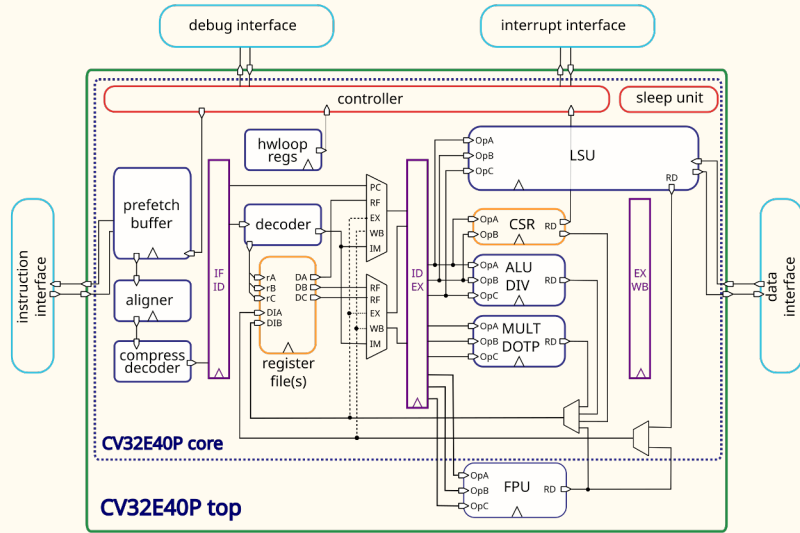 debug interface
interrupt interface
controller
sleep unit
hwloop
regs
LSU
OpA
OpB
OpC
RD
prefetch
buffer
aligner
compress
decoder
instruction
interface
IF
ID
decoder
rA
rB
rC
DIA
DIB
DA
DB
DC
register
file(s)
PC
RF
EX
WB
IM
RF
RF
EX
WB
IM
ID
EX
CSR
OpA
OpB
RD
ALU
DIV
OpA
OpB
OpC
RD
MULT
DOTP
OpA
OpB
OpC
RD
EX
WB
data
interface
CV32E40P core
FPU
OpA
OpB
OpC
RD
CV32E40P top